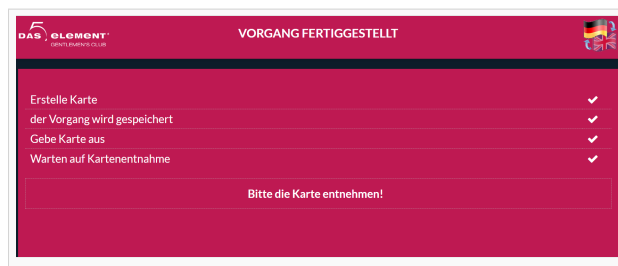 DAS 5. ELEMENT
GENTLEMEN'S CLUB
VORGANG FERTIGGESTELLT
Erstelle Karte
der Vorgang wird gespeichert
Gebe Karte aus
Warten auf Kartenentnahme
Bitte die Karte entnehmen!